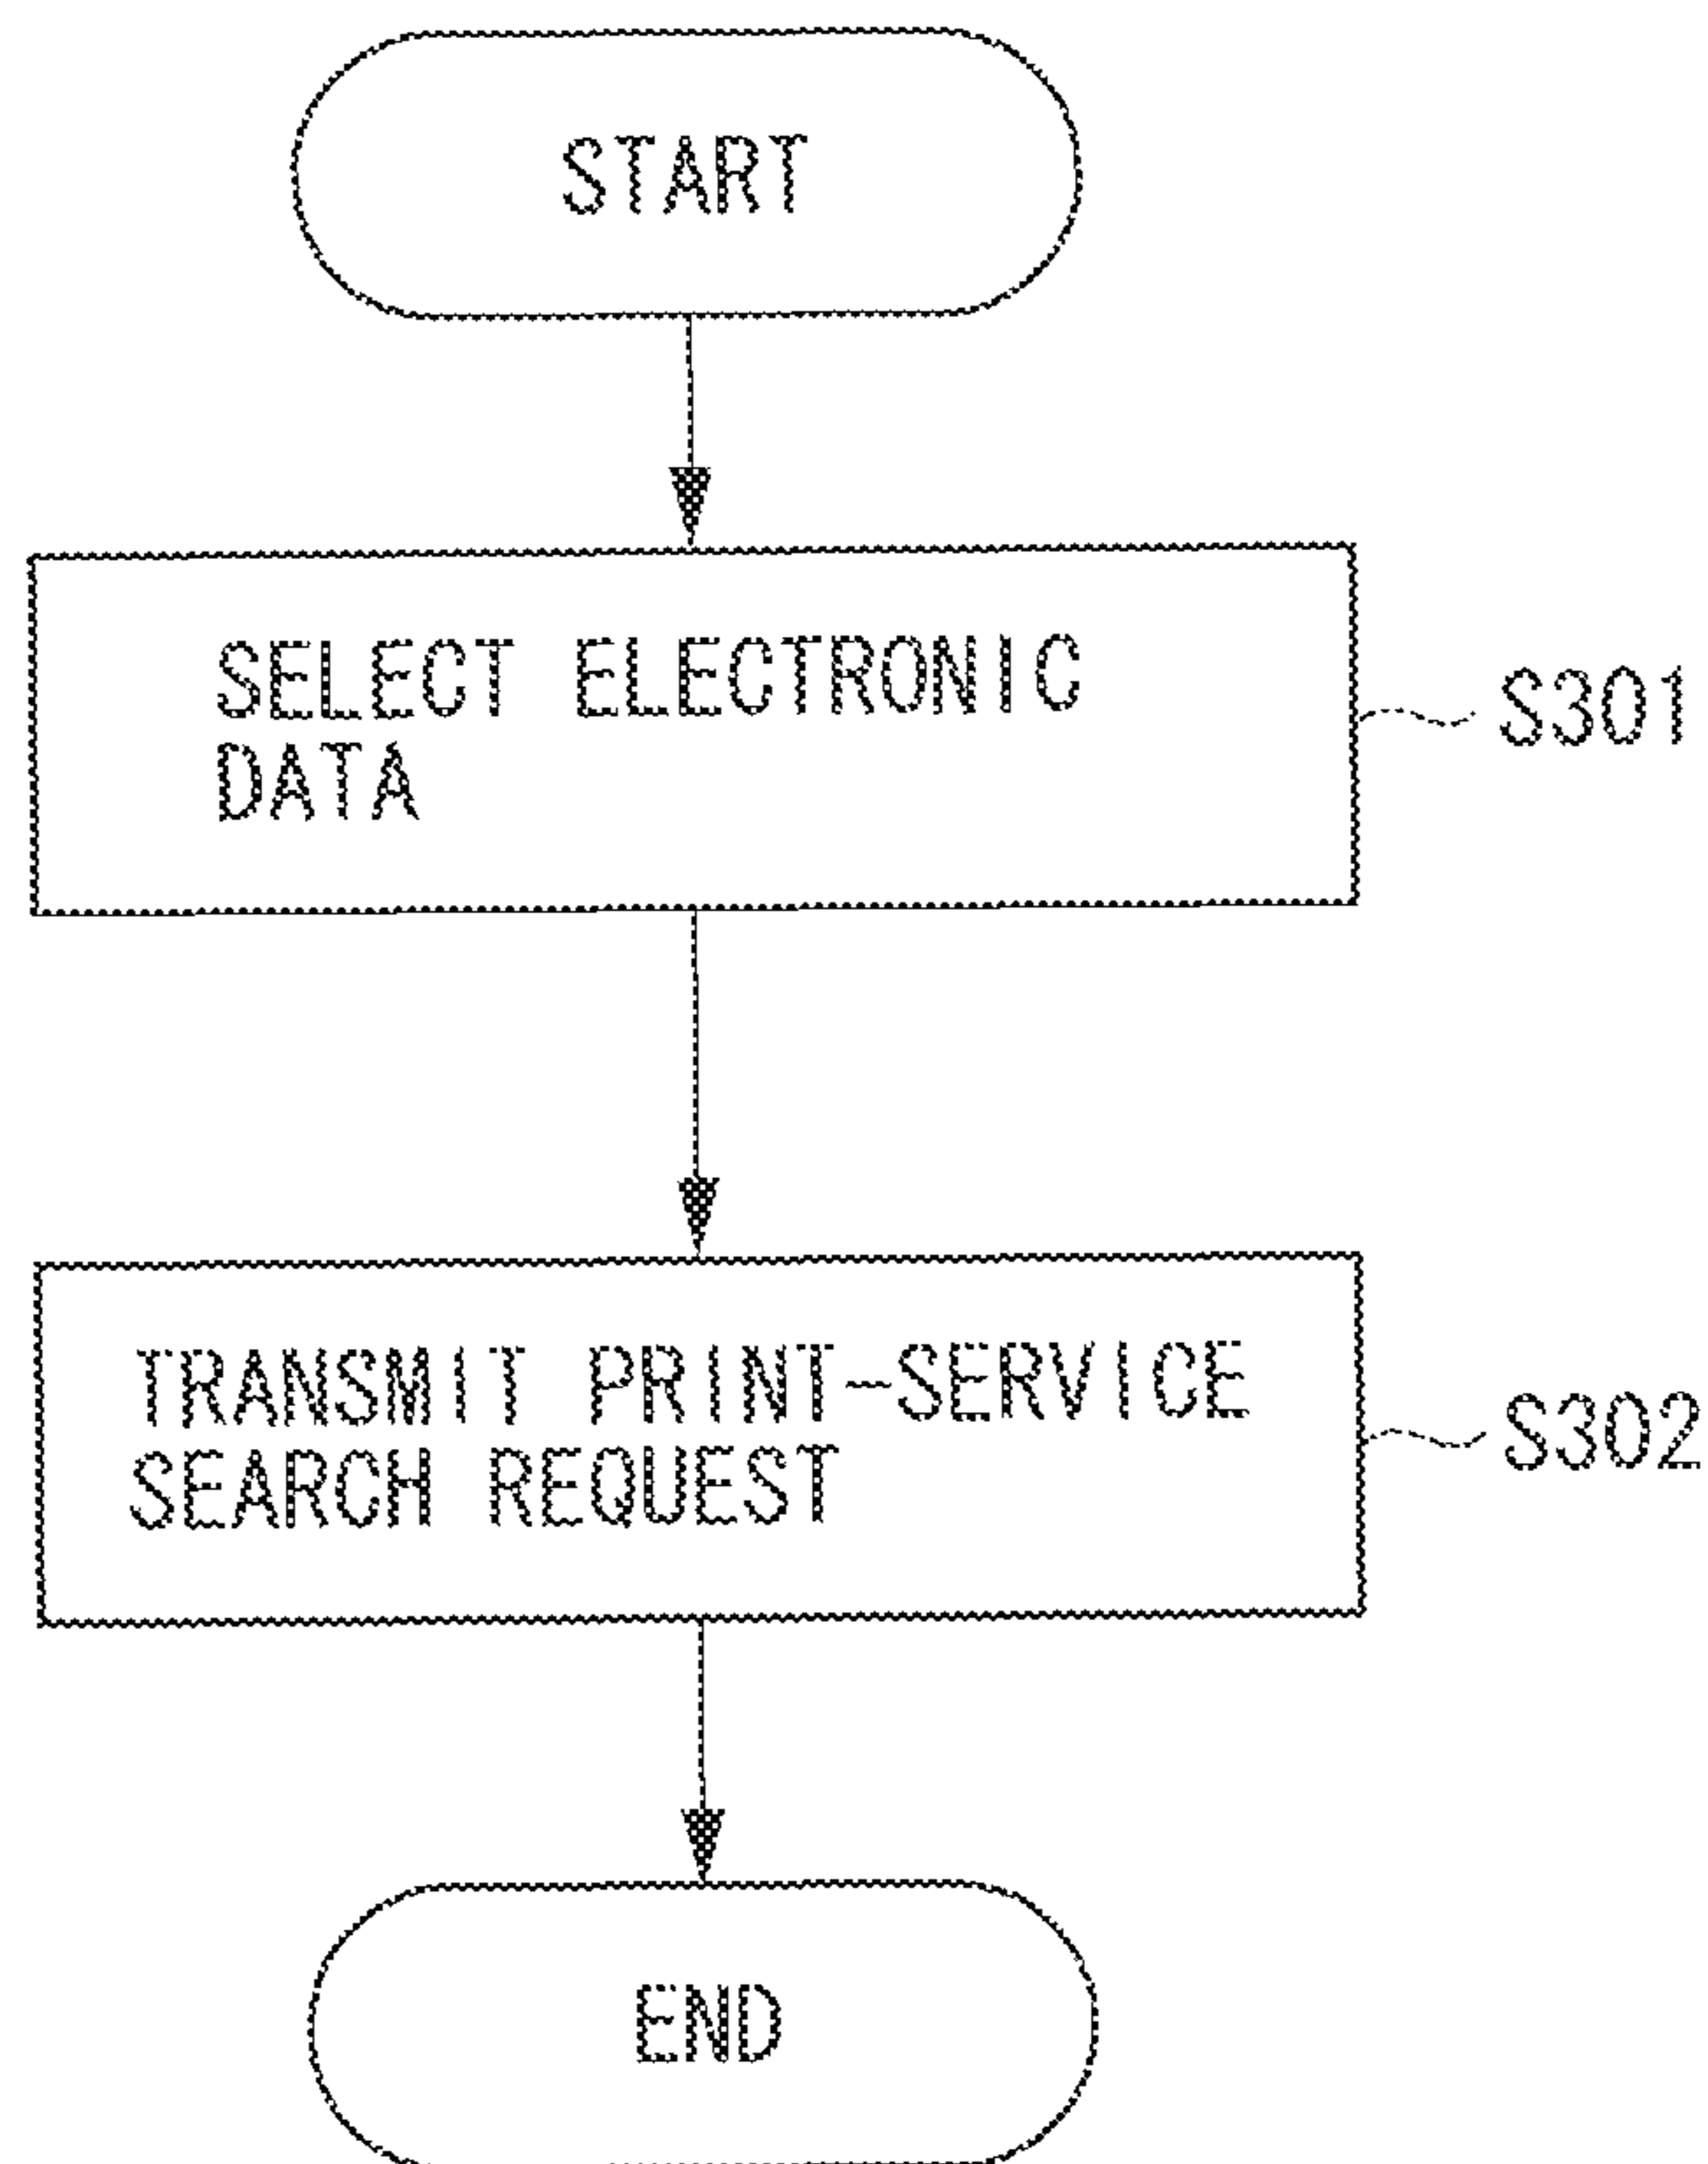 START
SELECT ELECTRONIC
DATA
S301
TRANSMIT PRINT-SERVICE
SEARCH REQUEST
S302
END